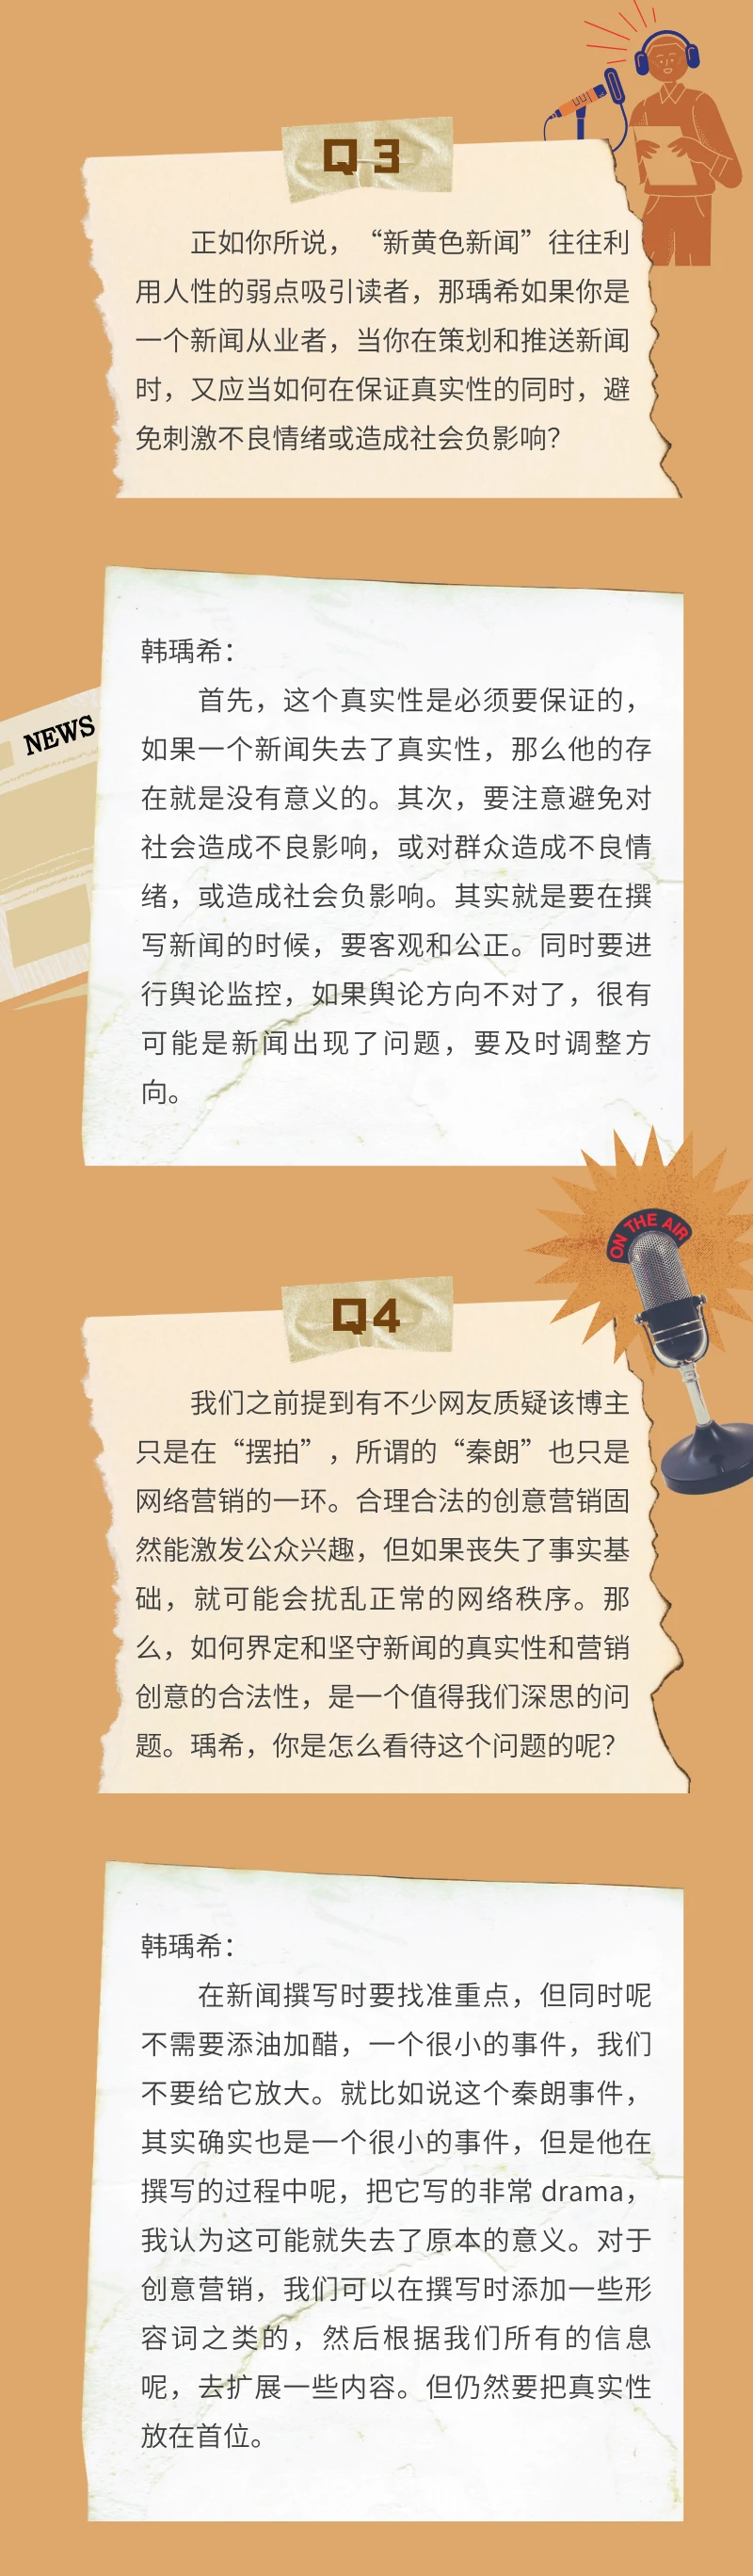 Q3
正如你所说，“新黄色新闻”往往利
用人性的弱点吸引读者，那瑀希如果你是
一个新闻从业者，当你在策划和推送新闻
时，又应当如何在保证真实性的同时，避
免刺激不良情绪或造成社会负影响？
韩瑀希：
首先，这个真实性是必须要保证的，
如果一个新闻失去了真实性，那么他的存
在就是没有意义的。其次，要注意避免对
社会造成不良影响，或对群众造成不良情
绪，或造成社会负影响。其实就是要在撰
写新闻的时候，要客观和公正。同时要进
行舆论监控，如果舆论方向不对了，很有
可能是新闻出现了问题，要及时调整方
向。
NEWS
ON THE AIR
Q4
我们之前提到有不少网友质疑该博主
只是在“摆拍”，所谓的“秦朗”也只是
网络营销的一环。合理合法的创意营销固
然能激发公众兴趣，但如果丧失了事实基
础，就可能会扰乱正常的网络秩序。那
么，如何界定和坚守新闻的真实性和营销
创意的合法性，是一个值得我们深思的问
题。瑀希，你是怎么看待这个问题的呢？
韩瑀希：
在新闻撰写时要找准重点，但同时呢
不需要添油加醋，一个很小的事件，我们
不要给它放大。就比如说这个秦朗事件，
其实确实也是一个很小的事件，但是他在
撰写的过程中呢，把它写的非常 drama，
我认为这可能就失去了原本的意义。对于
创意营销，我们可以在撰写时添加一些形
容词之类的，然后根据我们所有的信息
呢，去扩展一些内容。但仍然要把真实性
放在首位。